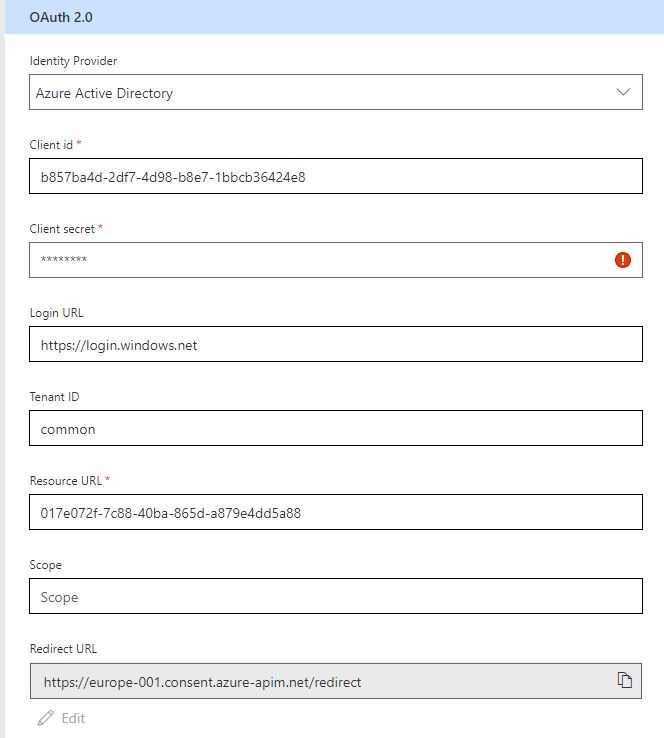 OAuth 2.0
Identity Provider
Azure Active Directory
Client id *
b857ba4d-2df7-4d98-b8e7-1bbcb36424e8
Client secret *
********
Login URL
https://login.windows.net
Tenant ID
common
Resource URL *
017e072f-7c88-40ba-865d-a879e4dd5a88
Scope
Scope
Redirect URL
https://europe-001.consent.azure-apim.net/redirect
Edit